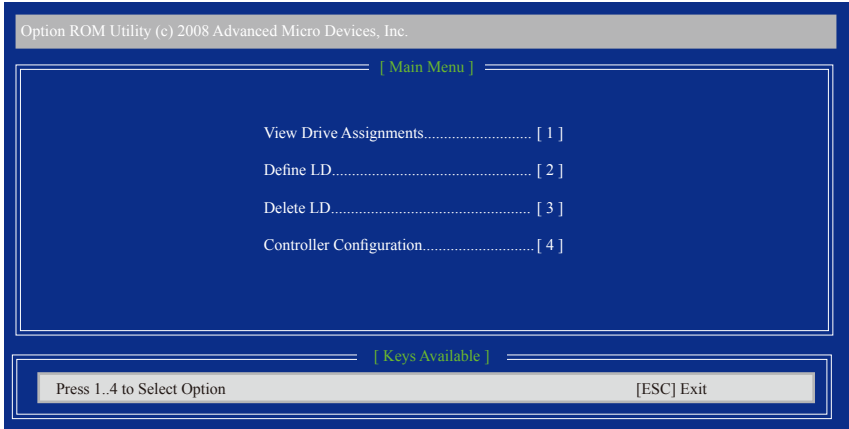 Option ROM Utility (c) 2008 Advanced Micro Devices, Inc.
[ Main Menu ]
View Drive Assignments........................... [ 1 ]
Define LD.................................................. [ 2 ]
Delete LD.................................................. [ 3 ]
Controller Configuration............................[ 4 ]
[ Keys Available ]
Press 1..4 to Select Option [ESC] Exit